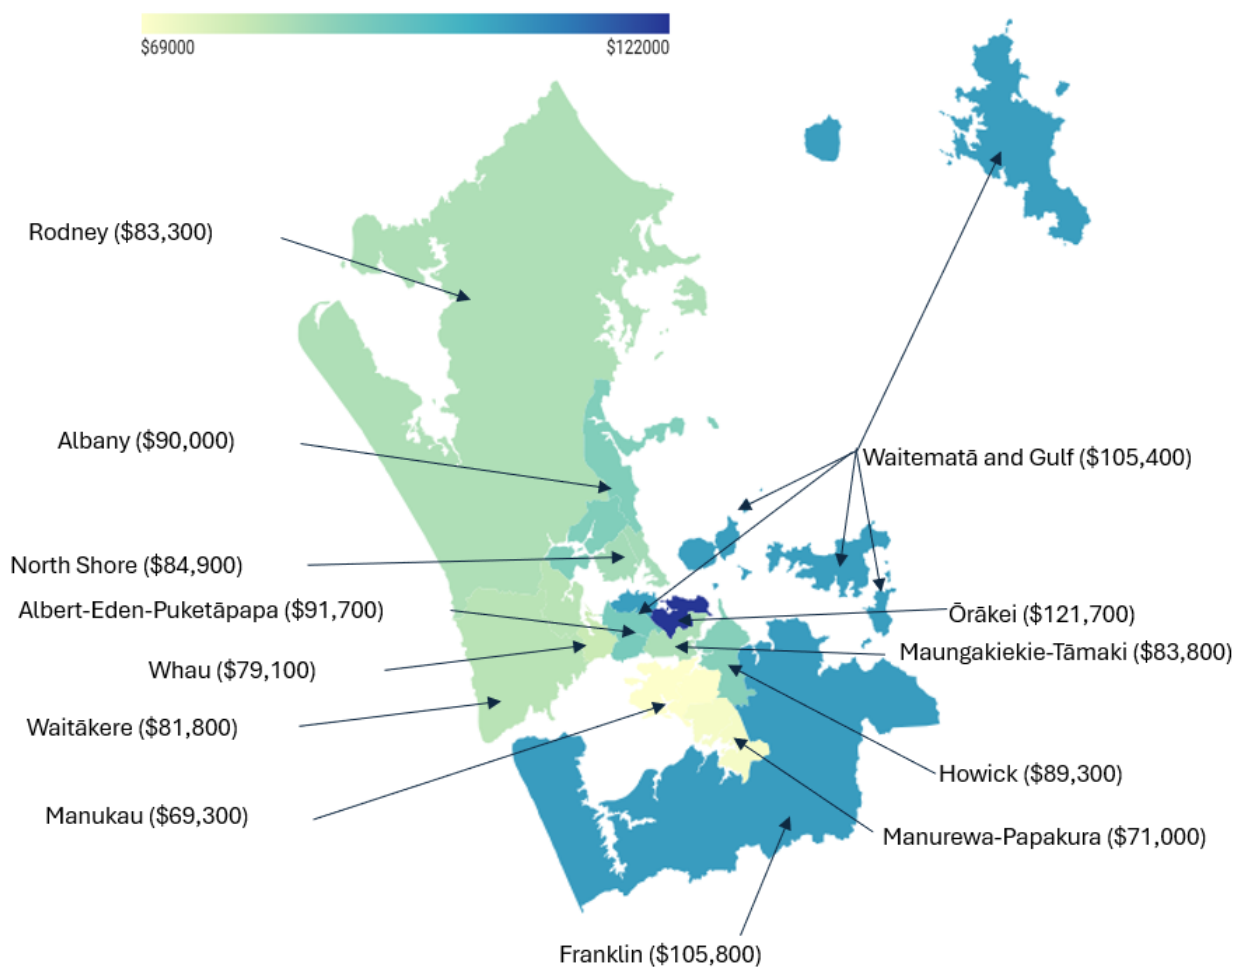 $69000
$122000
Rodney ($83,300)
Albany ($90,000)
Waitematā and Gulf ($105,400)
North Shore ($84,900)
Albert-Eden-Puketāpapa ($91,700)
Ōrākei ($121,700)
Maungakiekie-Tāmaki ($83,800)
Whau ($79,100)
Waitākere ($81,800)
Howick ($89,300)
Manukau ($69,300)
Manurewa-Papakura ($71,000)
Franklin ($105,800)